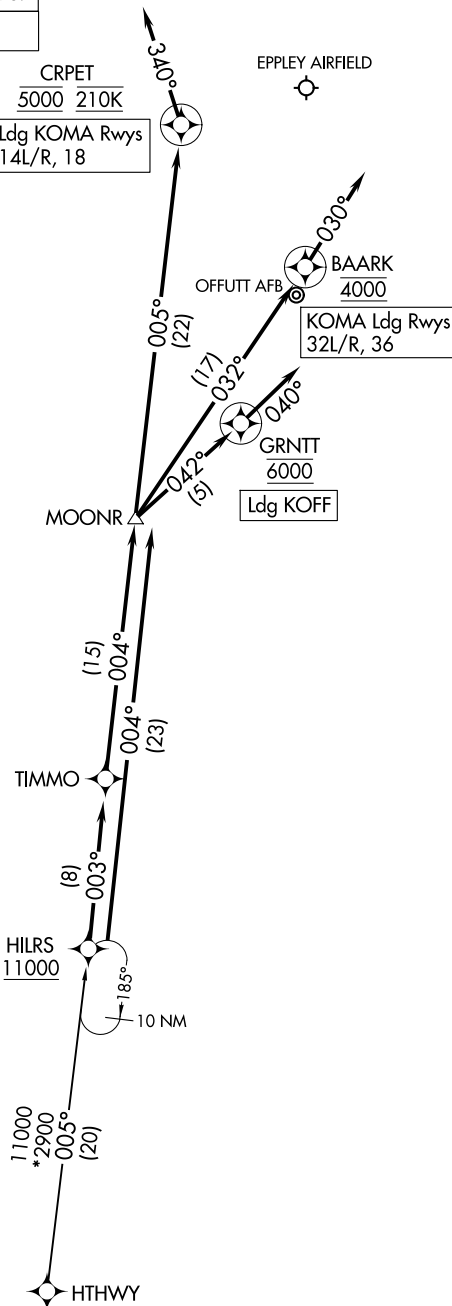 340°
CRPET
5000 210K
Ldg KOMA Rwys
14L/R, 18
EPPLEY AIRFIELD
005°
(22)
030°
BAARK
4000
OFFUTT AFB
KOMA Ldg Rwys
32L/R, 36
(17)
032°
040°
GRNTT
6000
Ldg KOFF
042°
(5)
MOONR
(15)
004°
004°
(23)
TIMMO
(8)
003°
HILRS
11000
185°
10 NM
11000
*2900
005°
(20)
HTHWY